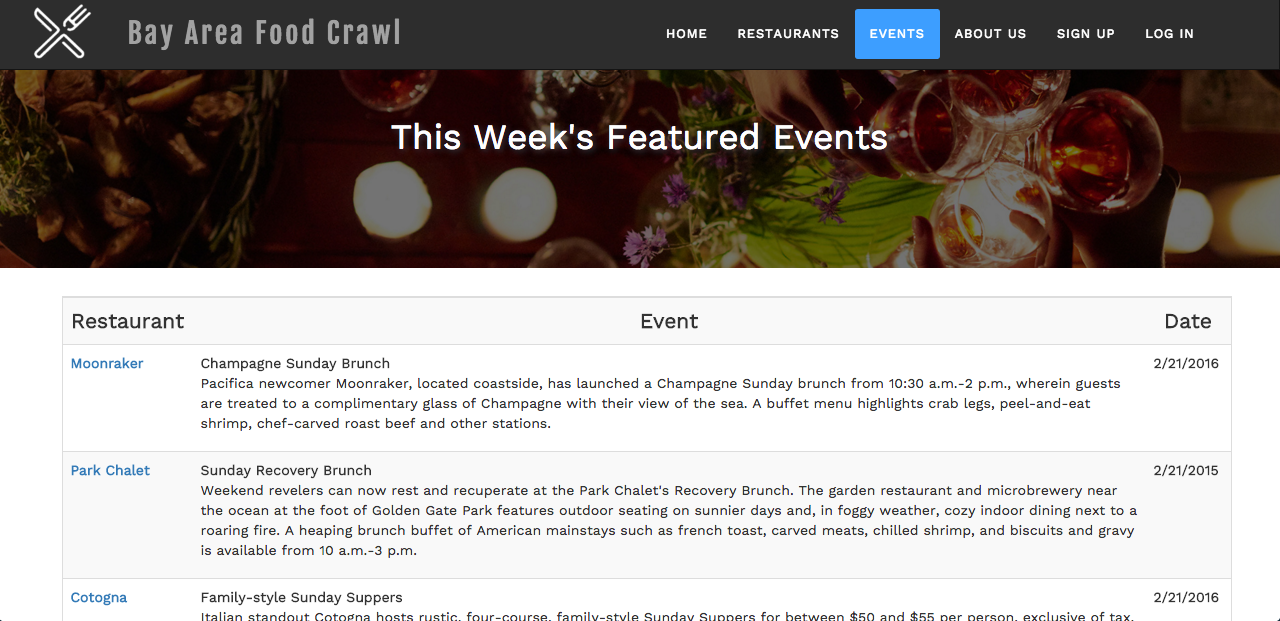 Bay Area Food Crawl
HOME RESTAURANTS EVENTS ABOUT US SIGN UP LOG IN
This Week's Featured Events
Restaurant Event Date
Moonraker Champagne Sunday Brunch 2/21/2016
Pacifica newcomer Moonraker, located coastside, has launched a Champagne Sunday brunch from 10:30 a.m.-2 p.m., wherein guests
are treated to a complimentary glass of Champagne with their view of the sea. A buffet menu highlights crab legs, peel-and-eat
shrimp, chef-carved roast beef and other stations.
Park Chalet Sunday Recovery Brunch 2/21/2015
Weekend revelers can now rest and recuperate at the Park Chalet's Recovery Brunch. The garden restaurant and microbrewery near
the ocean at the foot of Golden Gate Park features outdoor seating on sunnier days and, in foggy weather, cozy indoor dining next to a
roaring fire. A heaping brunch buffet of American mainstays such as french toast, carved meats, chilled shrimp, and biscuits and gravy
is available from 10 a.m.-3 p.m.
Cotogna Family-style Sunday Suppers 2/21/2016
Italian standout Cotogna hosts rustic, four-course, family-style Sunday Suppers for between $50 and $55 per person, exclusive of tax,